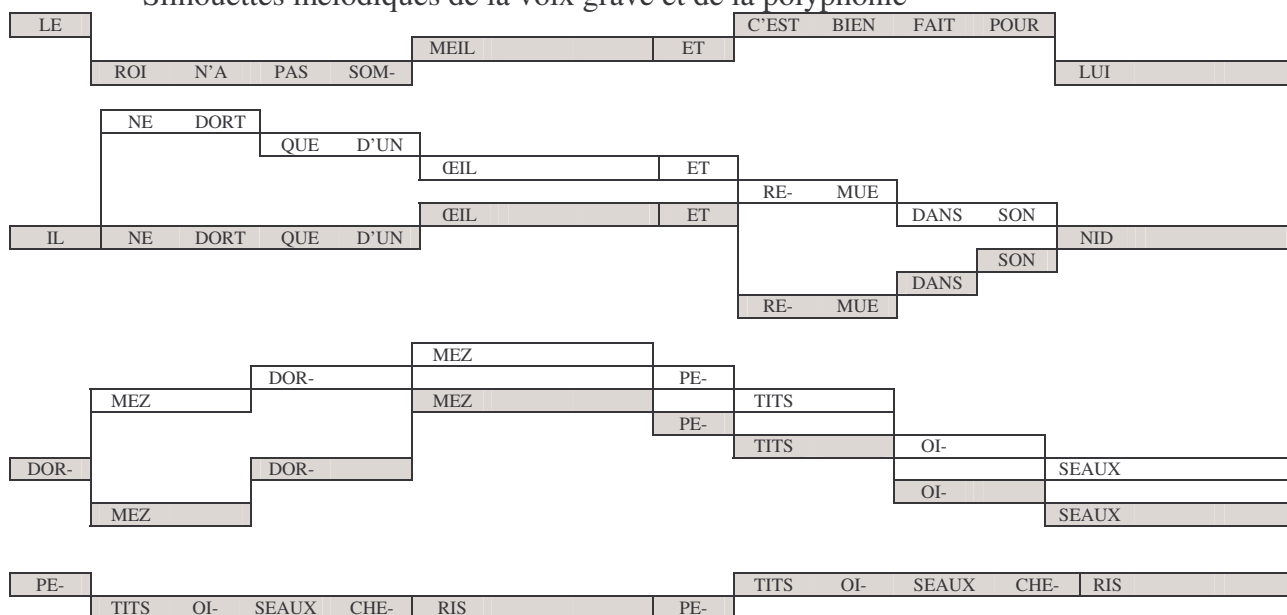 Silhouettes mélodiques de la voix grave et de la polyphonie
LE C'EST BIEN FAIT POUR
MEIL ET
ROI N'A PAS SOM- LUI
NE DORT
QUE D'UN
ŒIL ET
RE- MUE
ŒIL ET DANS SON
IL NE DORT QUE D'UN NID
SON
DANS
RE- MUE
MEZ
DOR- PE-
MEZ MEZ TITS
PE-
TITS OI-
DOR- DOR- SEAUX
OI-
MEZ SEAUX
PE- TITS OI- SEAUX CHE- RIS
TITS OI- SEAUX CHE- RIS PE-